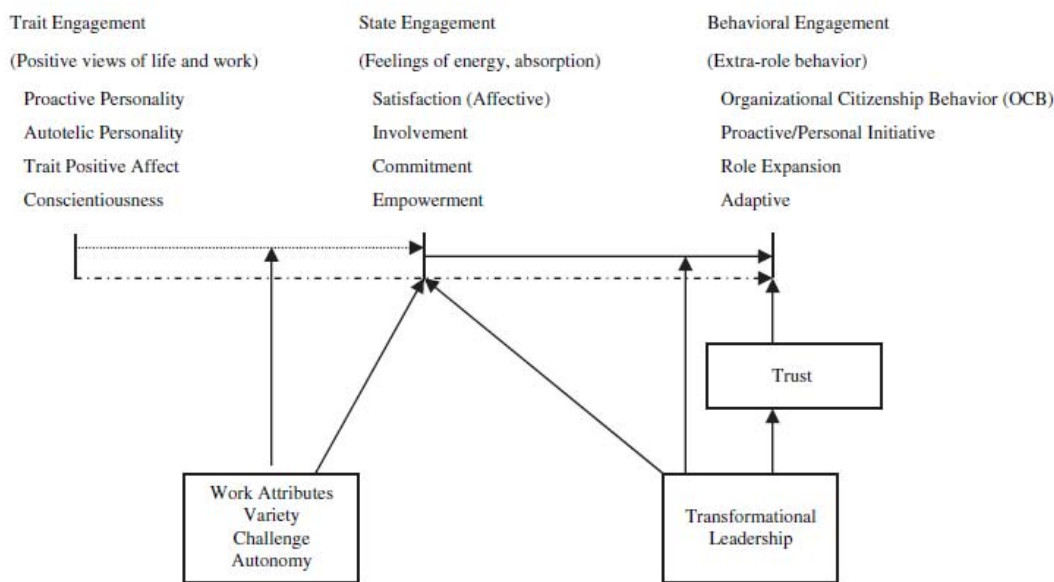 Trait Engagement
(Positive views of life and work)
Proactive Personality
Autotelic Personality
Trait Positive Affect
Conscientiousness
State Engagement
(Feelings of energy, absorption)
Satisfaction (Affective)
Involvement
Commitment
Empowerment
Behavioral Engagement
(Extra-role behavior)
Organizational Citizenship Behavior (OCB)
Proactive/Personal Initiative
Role Expansion
Adaptive
Trust
Work Attributes
Variety
Challenge
Autonomy
Transformational
Leadership